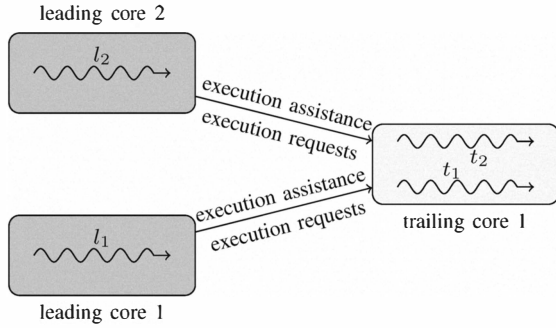 leading core 2
l2
execution assistance
execution requests
t2
t1
trailing core 1
execution assistance
execution requests
l1
leading core 1